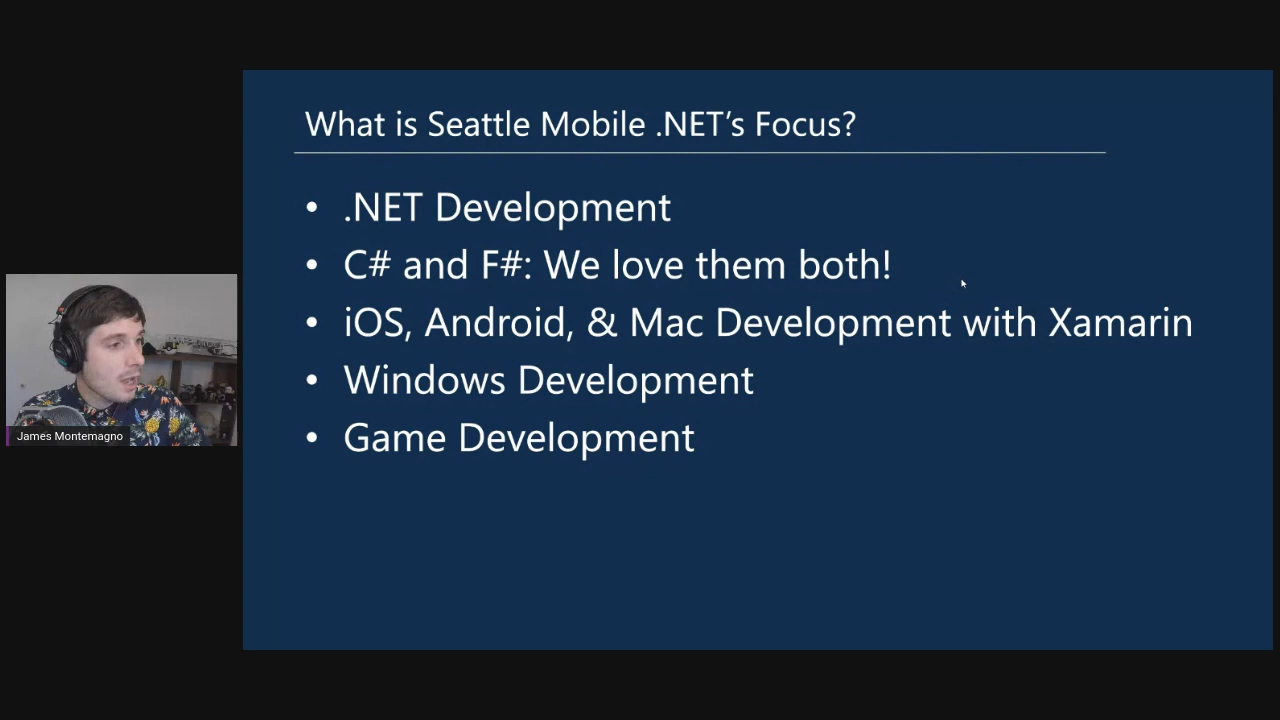 What is Seattle Mobile .NET’s Focus?
• .NET Development
• C# and F#: We love them both!
• iOS, Android, & Mac Development with Xamarin
• Windows Development
• Game Development
James Montemagno